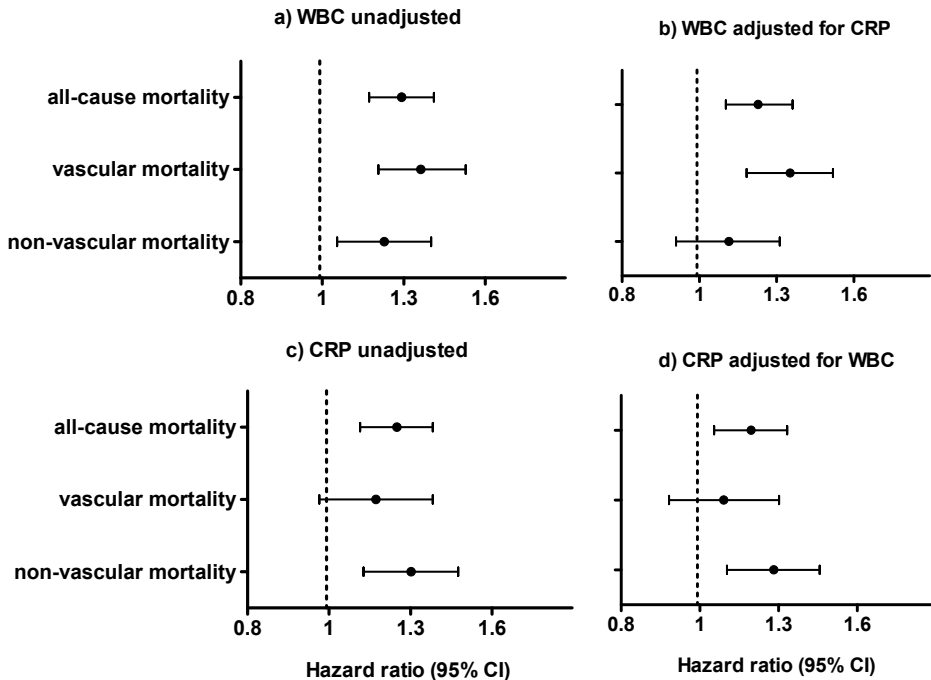 a) WBC unadjusted
all-cause mortality
vascular mortality
non-vascular mortality
0.8 1 1.3 1.6
b) WBC adjusted for CRP
0.8 1 1.3 1.6
c) CRP unadjusted
all-cause mortality
vascular mortality
non-vascular mortality
0.8 1 1.3 1.6
Hazard ratio (95% CI)
d) CRP adjusted for WBC
0.8 1 1.3 1.6
Hazard ratio (95% CI)